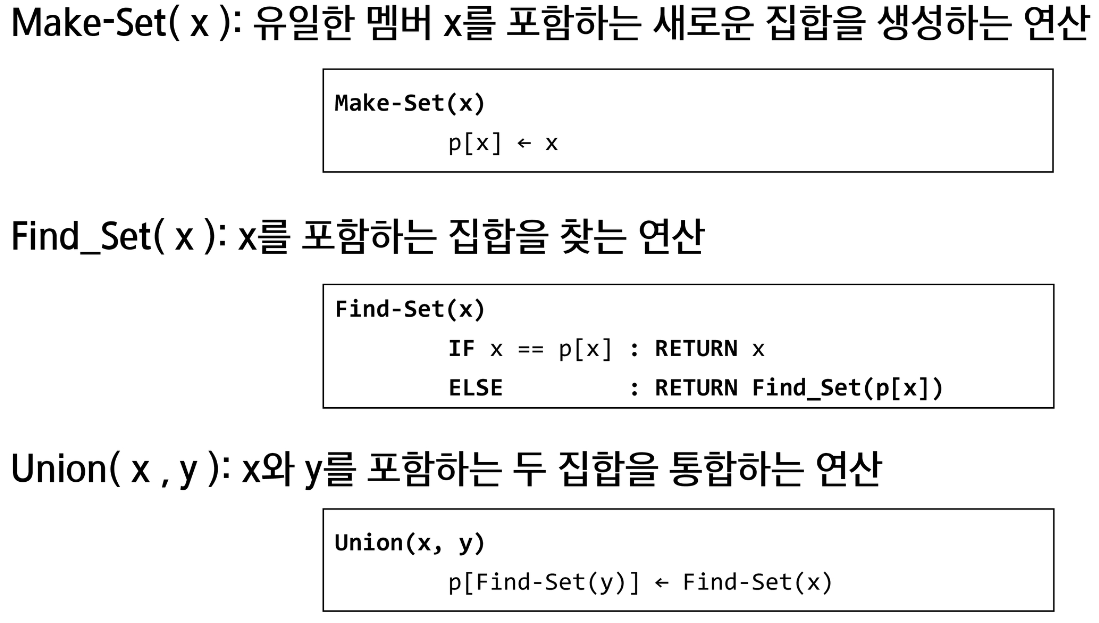 Make-Set( x ): 유일한 멤버 x를 포함하는 새로운 집합을 생성하는 연산
Make-Set(x)
p[x] ← x
Find_Set( x ): x를 포함하는 집합을 찾는 연산
Find-Set(x)
IF x == p[x] : RETURN x
ELSE : RETURN Find_Set(p[x])
Union( x , y ): x와 y를 포함하는 두 집합을 통합하는 연산
Union(x, y)
p[Find-Set(y)] ← Find-Set(x)